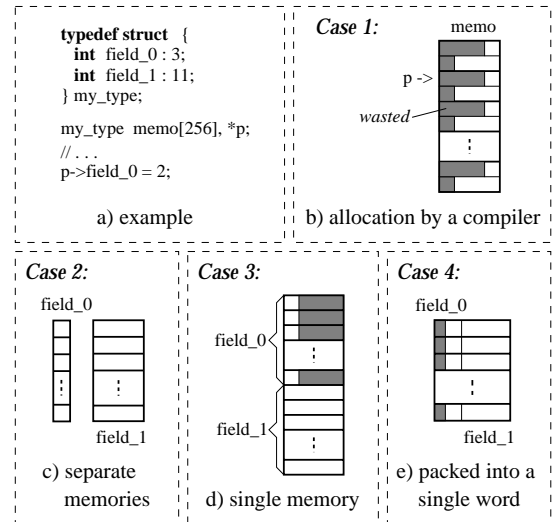 typedef struct {
int field_0 : 3;
int field_1 : 11;
} my_type;
my_type memo[256], *p;
// . . .
p->field_0 = 2;
a) example
Case 1:
memo
p ->
wasted
b) allocation by a compiler
Case 2:
field_0
field_1
c) separate
memories
Case 3:
field_0
field_1
d) single memory
Case 4:
field_0
field_1
e) packed into a
single word